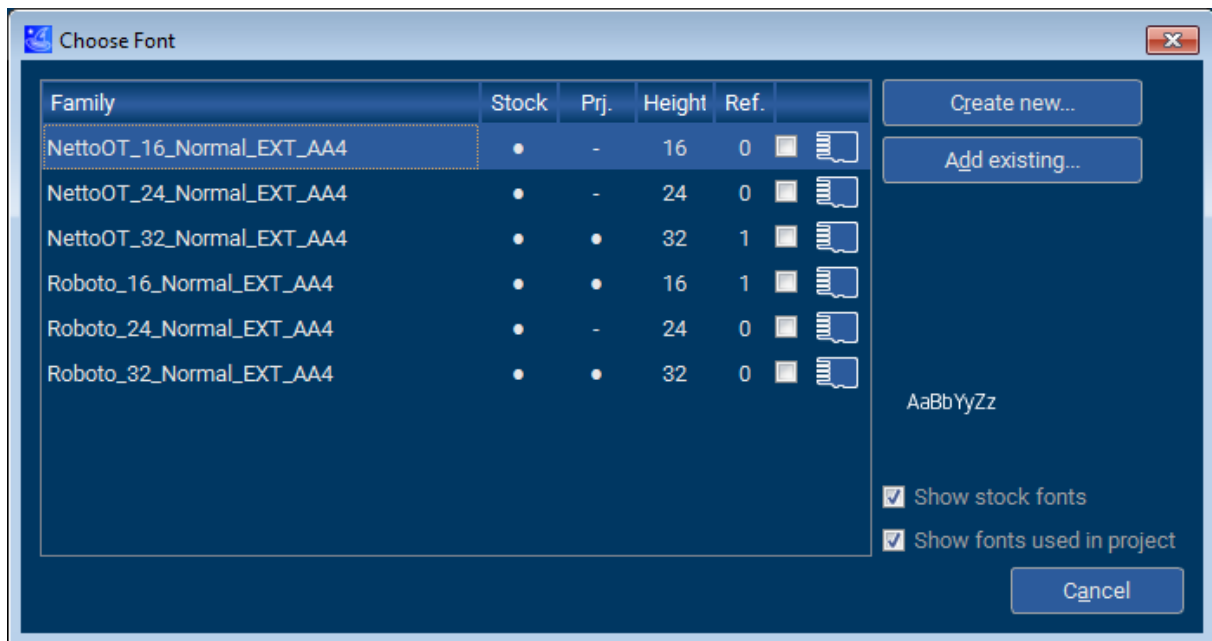 Choose Font
Family Stock Prj. Height Ref.
NettoOT_16_Normal_EXT_AA4 ● - 16 0
NettoOT_24_Normal_EXT_AA4 ● - 24 0
NettoOT_32_Normal_EXT_AA4 ● ● 32 1
Roboto_16_Normal_EXT_AA4 ● ● 16 1
Roboto_24_Normal_EXT_AA4 ● - 24 0
Roboto_32_Normal_EXT_AA4 ● ● 32 0
Create new...
Add existing...
AaBbYyZz
Show stock fonts
Show fonts used in project
Cancel